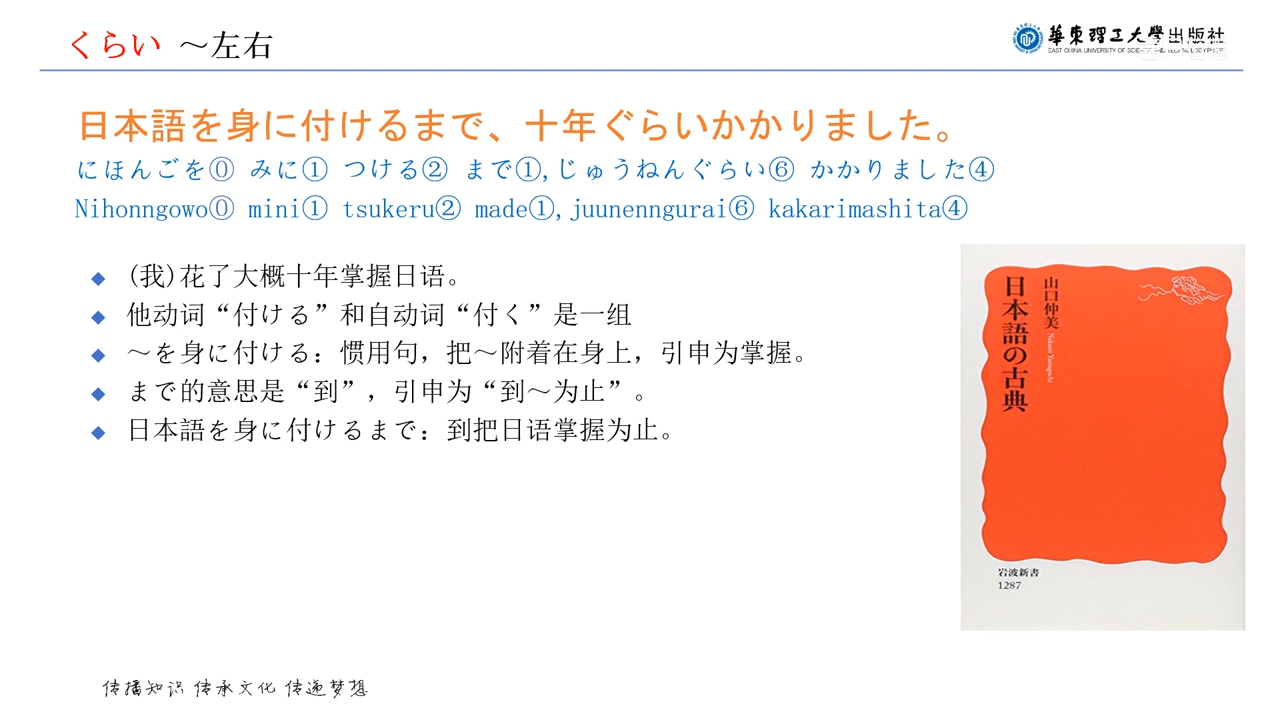 くらい ～左右
華東理工大學出版社
EAST CHINA UNIVERSITY OF SCIENCE AND
日本語を身に付けるまで、十年ぐらいかかりました。
にほんごを⓪ みに① つける② まで①,じゅうねんぐらい⑥ かかりました④
Nihonngowo⓪ mini① tsukeru② made①,juunenngurai⑥ kakarimashita④
◆ (我)花了大概十年掌握日语。
◆ 他动词“付ける”和自动词“付く”是一组
◆ ～を身に付ける：惯用句，把～附着在身上，引申为掌握。
◆ まで的意思是“到”，引申为“到～为止”。
◆ 日本語を身に付けるまで：到把日语掌握为止。
山口仲美
Nakami Yamaguchi
日本語の古典
岩波新書
1287
传播知识 传承文化 传递梦想